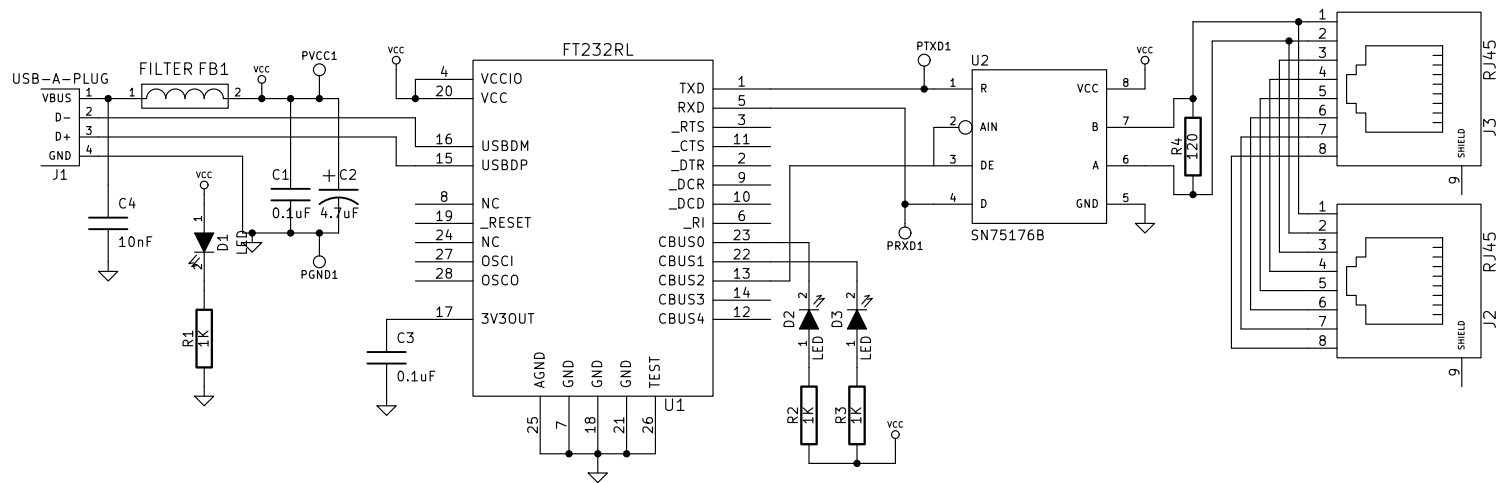 USB-A-PLUG
VBUS 1
D- 2
D+ 3
GND 4
J1
FILTER FB1
1 2
VCC
PVCC1
C4
10nF
VCC
1
D1
LED
2
R1
1K
C1
0.1uF
+ C2
4.7uF
PGND1
VCC
FT232RL
4 VCCIO
20 VCC
16 USBDM
15 USBDP
8 NC
19 _RESET
24 NC
27 OSCI
28 OSCO
17 3V3OUT
C3
0.1uF
AGND
GND
GND
GND
TEST
25
7
18
21
26
U1
TXD 1
RXD 5
_RTS 3
_CTS 11
_DTR 2
_DCR 9
_DCD 10
_RI 6
CBUS0 23
CBUS1 22
CBUS2 13
CBUS3 14
CBUS4 12
D2
2
1
LED
D3
2
1
LED
R2
1K
R3
1K
VCC
PTXD1
PRXD1
U2
1 R
2 AIN
3 DE
4 D
VCC 8
B 7
A 6
GND 5
SN75176B
VCC
R4
120
1
2
3
4
5
6
7
8
RJ45
J3
SHIELD
9
1
2
3
4
5
6
7
8
RJ45
J2
SHIELD
9